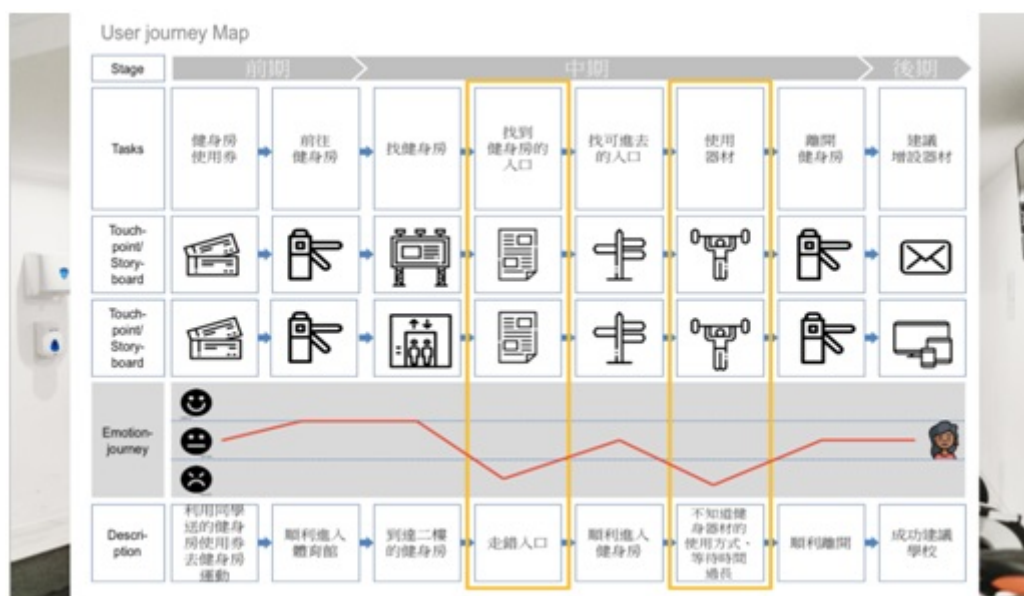 User journey Map
Stage
前期
中期
後期
Tasks
健身房
使用券
前往
健身房
找健身房
找到
健身房的
入口
找可進去
的入口
使用
器材
離開
健身房
建議
增設器材
Touch-
point/
Story-
board
Touch-
point/
Story-
board
Emotion-
journey
Descri-
ption
利用同學
送的健身
房使用券
去健身房
運動
順利進入
體育館
到達二樓
的健身房
走錯入口
順利進入
健身房
不知道健
身器材的
使用方式、
等待時間
過長
順利離開
成功建議
學校